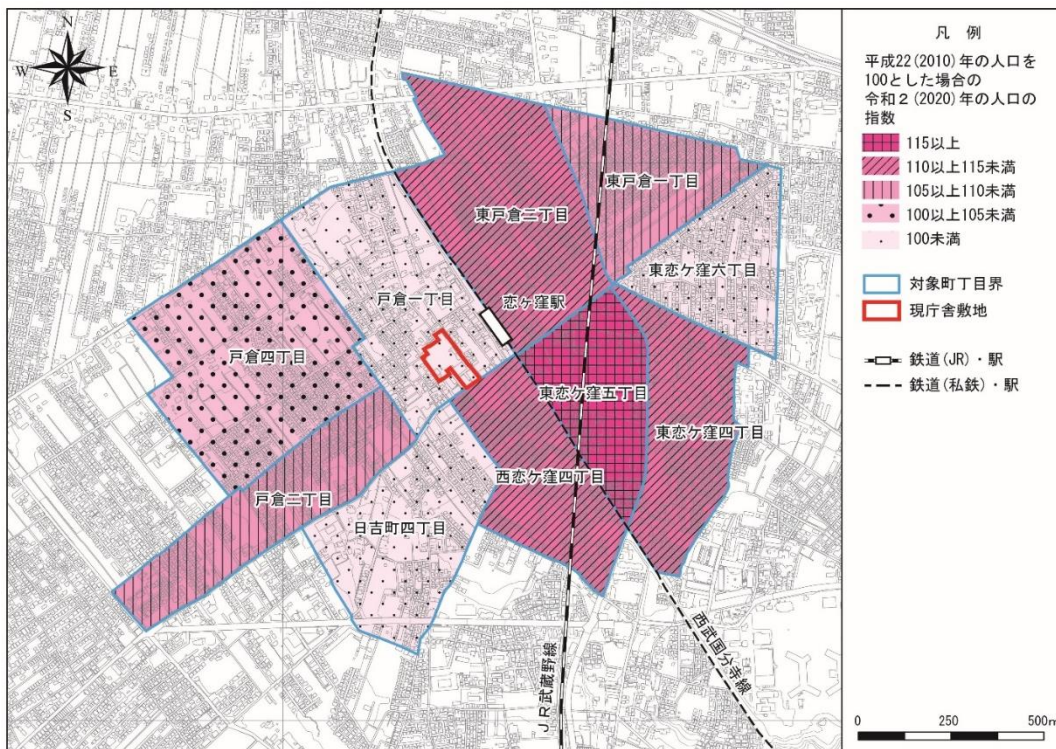 N
W
E
S
東戸倉一丁目
東戸倉二丁目
東恋ケ窪六丁目
戸倉一丁目
恋ヶ窪駅
戸倉四丁目
東恋ケ窪五丁目
東恋ケ窪四丁目
西恋ケ窪四丁目
戸倉二丁目
日吉町四丁目
JR武蔵野線
西武国分寺線
凡 例
平成22(2010)年の人口を
100とした場合の
令和2(2020)年の人口の
指数
115以上
110以上115未満
105以上110未満
100以上105未満
100未満
対象町丁目界
現庁舎敷地
鉄道(JR)・駅
鉄道(私鉄)・駅
0 250 500m